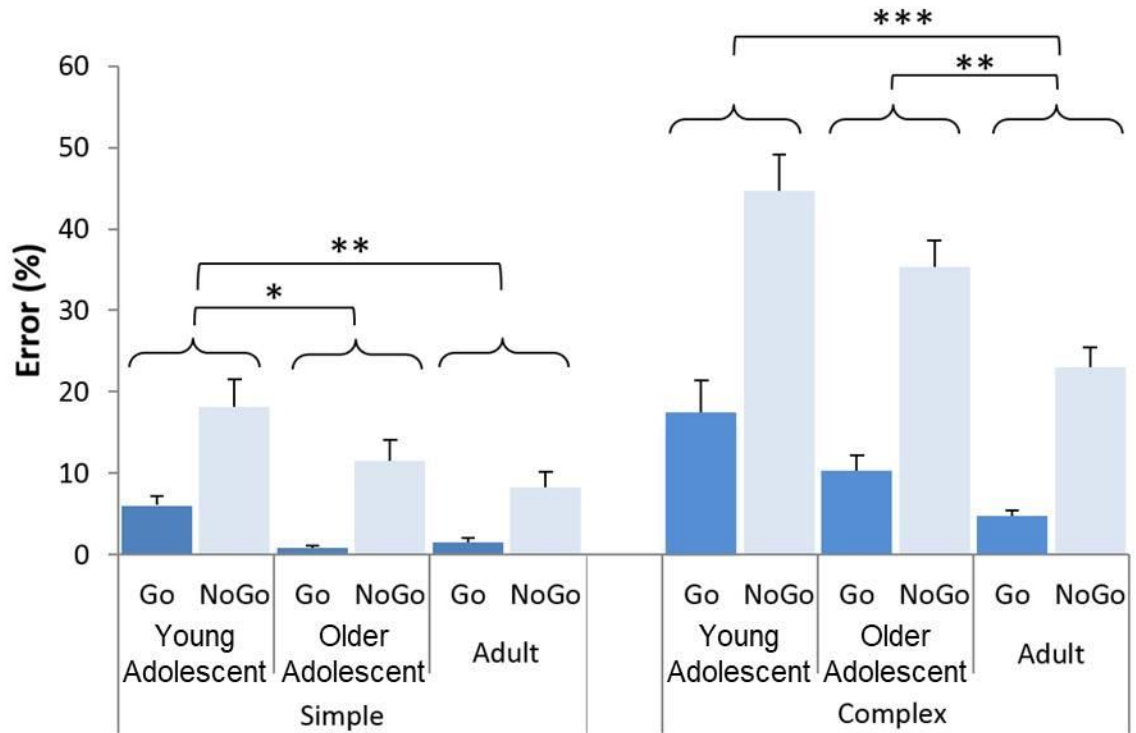 ***
**
60
50
40
30
20
10
0
Error (%)
**
*
Go NoGo Go NoGo Go NoGo Go NoGo Go NoGo Go NoGo
Young Adolescent Older Adolescent Adult Young Adolescent Older Adolescent Adult
Simple Complex